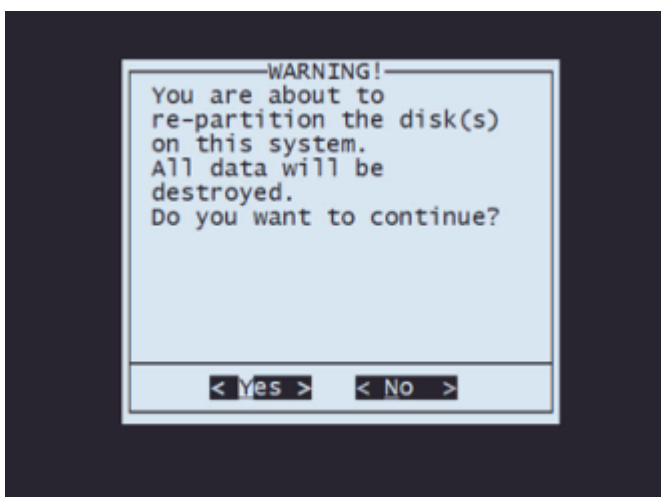 WARNING!
You are about to
re-partition the disk(s)
on this system.
All data will be
destroyed.
Do you want to continue?
< Yes > < No >